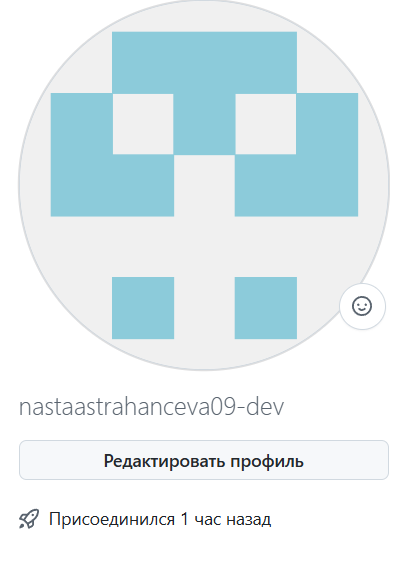 nastaastrahanceva09-dev
Редактировать профиль
Присоединился 1 час назад